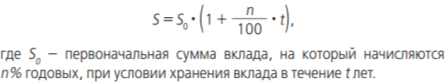 S = S₀ • (1 + n/100 • t),
где S₀ – первоначальная сумма вклада, на который начисляются
n% годовых, при условии хранения вклада в течение t лет.